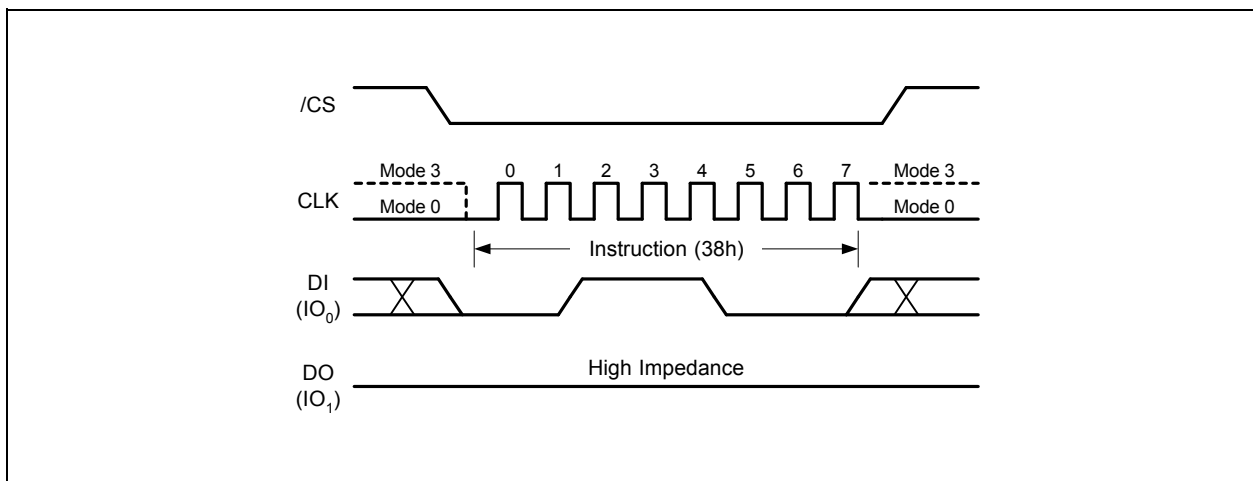 /CS
Mode 3 0 1 2 3 4 5 6 7 Mode 3
CLK
Mode 0 Mode 0
Instruction (38h)
DI
(IO0)
High Impedance
DO
(IO1)